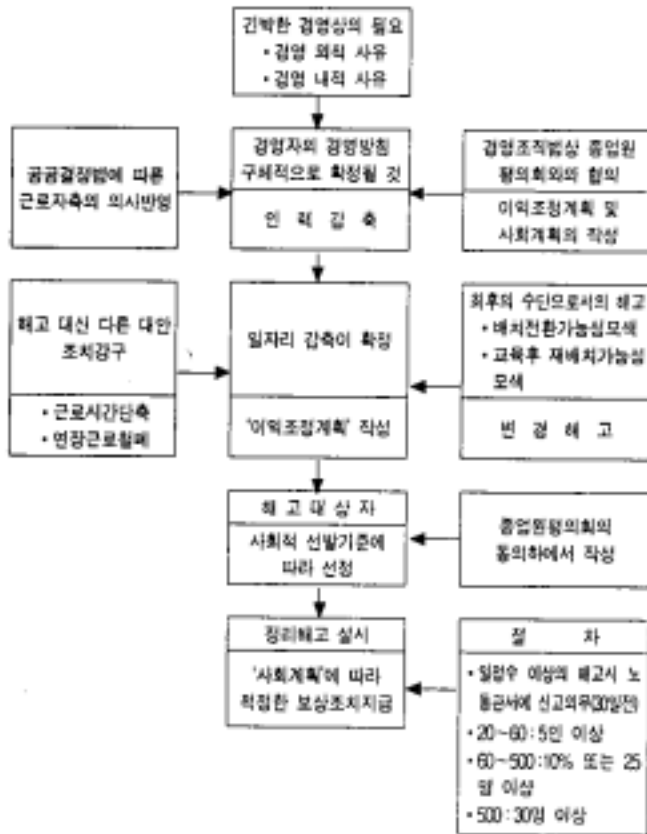 긴박한 경영상의 필요
• 경영 외적 사유
• 경영 내적 사유
공공결정법에 따른
근로자측의 의사반영
경영자의 경영방침
구체적으로 확정될 것
인 력 감 축
경영조직법상 종업원
평의회와의 협의
이익조정계획 및
사회계획의 작성
해고 대신 다른 대안
조치강구
• 근로시간단축
• 연장근로철폐
일자리 감축이 확정
'이익조정계획' 작성
최후의 수단으로서의 해고
• 배치전환가능성모색
• 교육후 재배치가능성
모색
변 경 해 고
해 고 대 상 자
사회적 선발기준에
따라 선정
종업원평의회의
동의하에서 작성
정리해고 실시
'사회계획'에 따라
적정한 보상조치지급
절 차
• 일정수 이상의 해고시 노
동관서에 신고의무(30일전)
• 20~60:5인 이상
• 60~500:10% 또는 25
명 이상
• 500:30명 이상